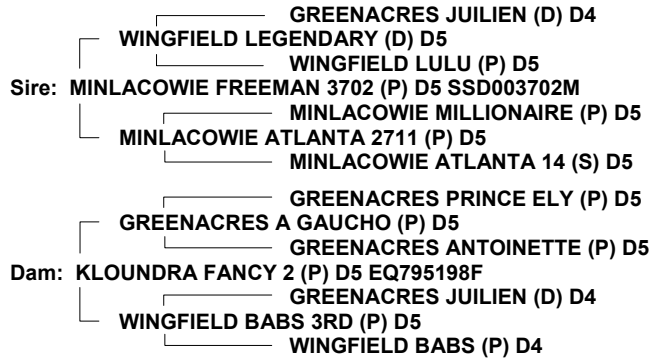 GREENACRES JUILIEN (D) D4
WINGFIELD LEGENDARY (D) D5
WINGFIELD LULU (P) D5
Sire: MINLACOWIE FREEMAN 3702 (P) D5 SSD003702M
MINLACOWIE MILLIONAIRE (P) D5
MINLACOWIE ATLANTA 2711 (P) D5
MINLACOWIE ATLANTA 14 (S) D5
GREENACRES PRINCE ELY (P) D5
GREENACRES A GAUCHO (P) D5
GREENACRES ANTOINETTE (P) D5
Dam: KLOUNDRA FANCY 2 (P) D5 EQ795198F
GREENACRES JUILIEN (D) D4
WINGFIELD BABS 3RD (P) D5
WINGFIELD BABS (P) D4